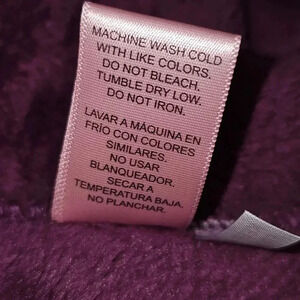 MACHINE WASH COLD
WITH LIKE COLORS.
DO NOT BLEACH.
TUMBLE DRY LOW.
DO NOT IRON.
LAVAR A MÁQUINA EN
FRÍO CON COLORES
SIMILARES.
NO USAR
BLANQUEADOR.
SECAR A
TEMPERATURA BAJA.
NO PLANCHAR.